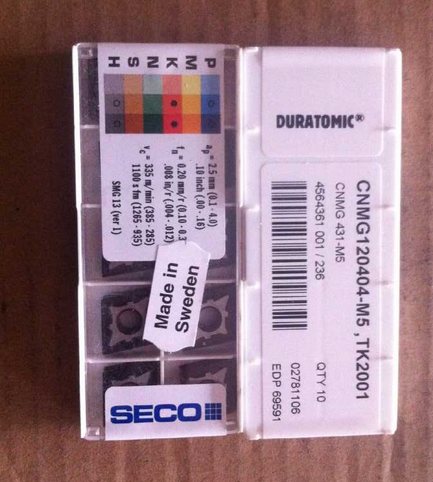 H S N K M P
ap = 2.5 mm (0.1 - 4.0)
.10 inch (.00 - .16)
fn = 0.20 mm/r (0.10 - 0.3
.008 in/r (.004 - .012)
vc = 335 m/min (385 - 285)
1100 s fm (1265 - 935)
SMG 13 (ver 1)
Made in
Sweden
SECO
DURATOMIC®
CNMG120404-M5 , TK2001
CNMG 431-M5
QTY 10
4564361 001 / 236
02781106
EDP 69591